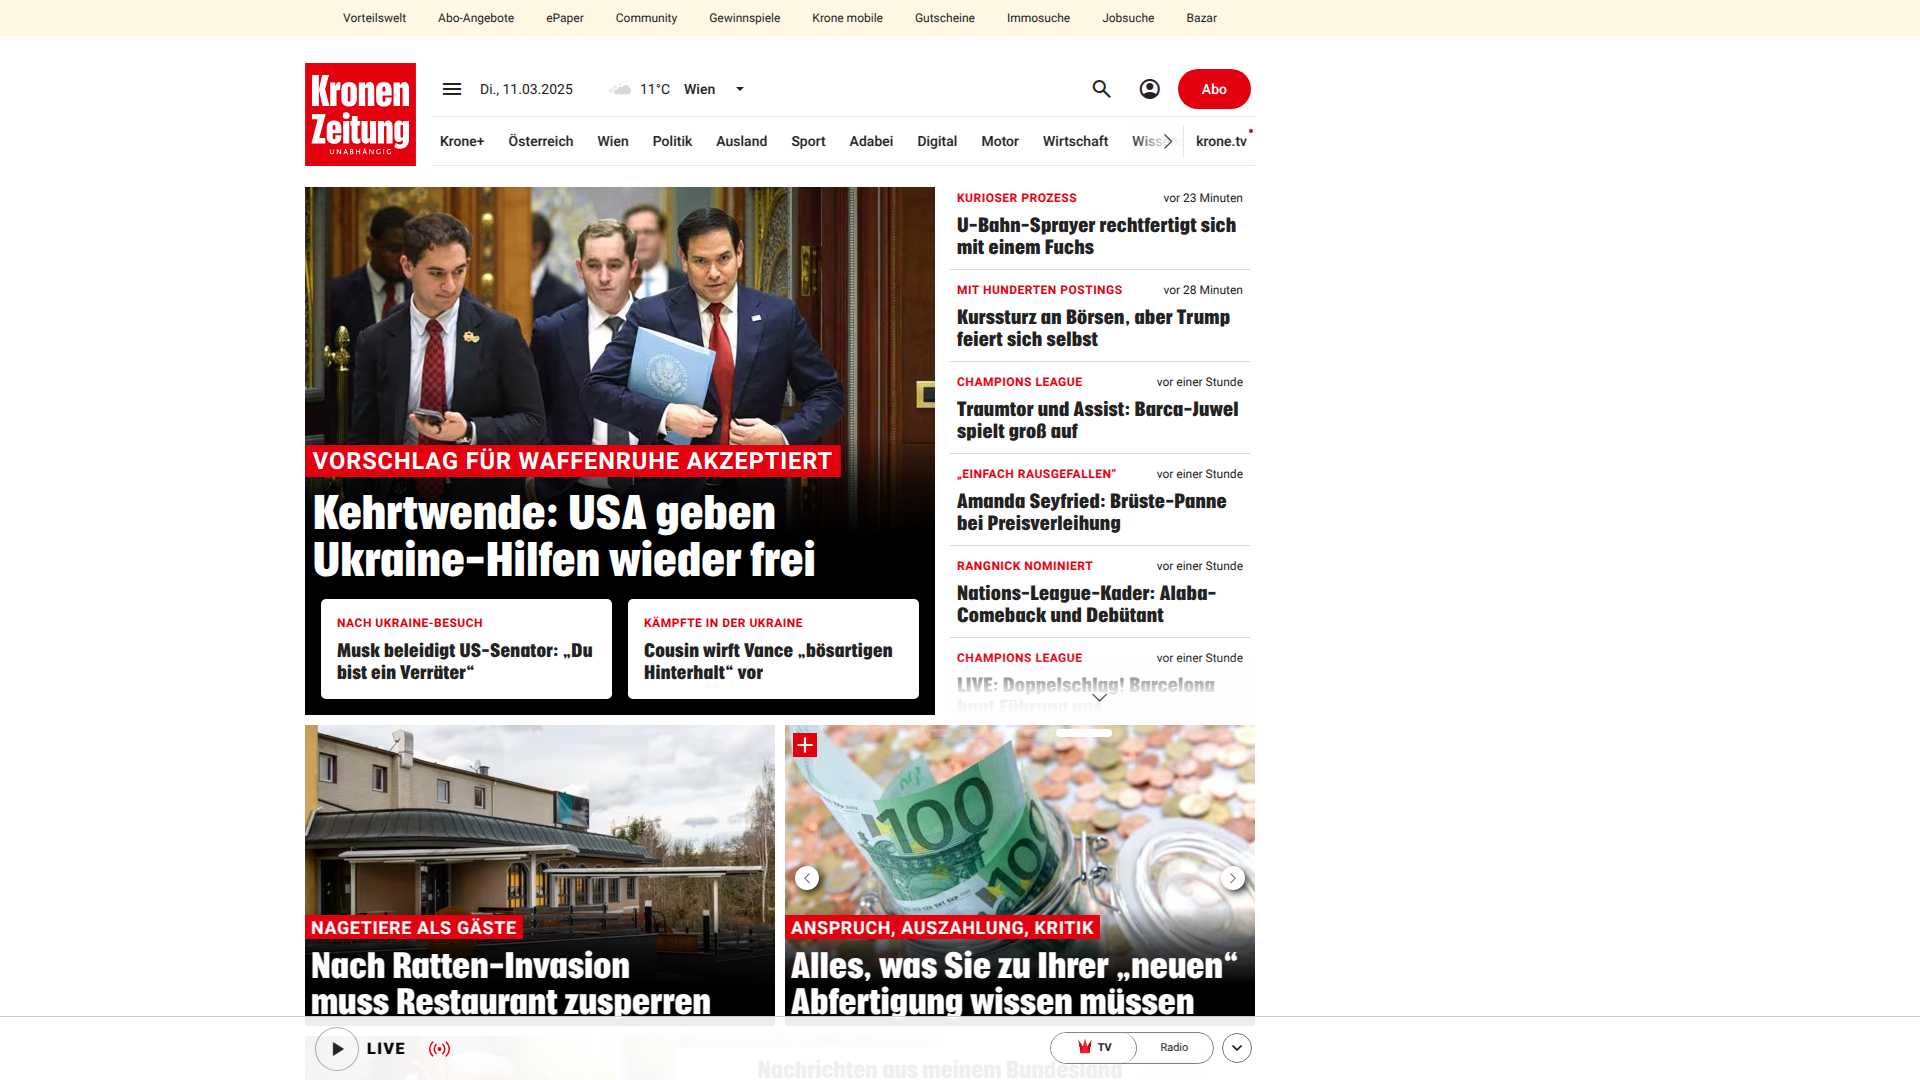 Vorteilswelt Abo-Angebote ePaper Community Gewinnspiele Krone mobile Gutscheine Immosuche Jobsuche Bazar
Kronen
Zeitung
UNABHÄNGIG
Di., 11.03.2025 11°C Wien
Abo
Krone+ Österreich Wien Politik Ausland Sport Adabei Digital Motor Wirtschaft krone.tv
VORSCHLAG FÜR WAFFENRUHE AKZEPTIERT
Kehrtwende: USA geben
Ukraine-Hilfen wieder frei
NACH UKRAINE-BESUCH
Musk beleidigt US-Senator: „Du
bist ein Verräter“
KÄMPFTE IN DER UKRAINE
Cousin wirft Vance „bösartigen
Hinterhalt“ vor
KURIOSER PROZESS vor 23 Minuten
U-Bahn-Sprayer rechtfertigt sich
mit einem Fuchs
MIT HUNDERTEN POSTINGS vor 28 Minuten
Kurssturz an Börsen, aber Trump
feiert sich selbst
CHAMPIONS LEAGUE vor einer Stunde
Traumtor und Assist: Barca-Juwel
spielt groß auf
„EINFACH RAUSGEFALLEN“ vor einer Stunde
Amanda Seyfried: Brüste-Panne
bei Preisverleihung
RANGNICK NOMINIERT vor einer Stunde
Nations-League-Kader: Alaba-
Comeback und Debütant
CHAMPIONS LEAGUE vor einer Stunde
LIVE: Doppelschlag! Barcelona
baut Führung aus
NAGETIERE ALS GÄSTE
Nach Ratten-Invasion
muss Restaurant zusperren
100
100
ANSPRUCH, AUSZAHLUNG, KRITIK
Alles, was Sie zu Ihrer „neuen“
Abfertigung wissen müssen
LIVE
TV Radio
Nachrichten aus meinem Bundesland